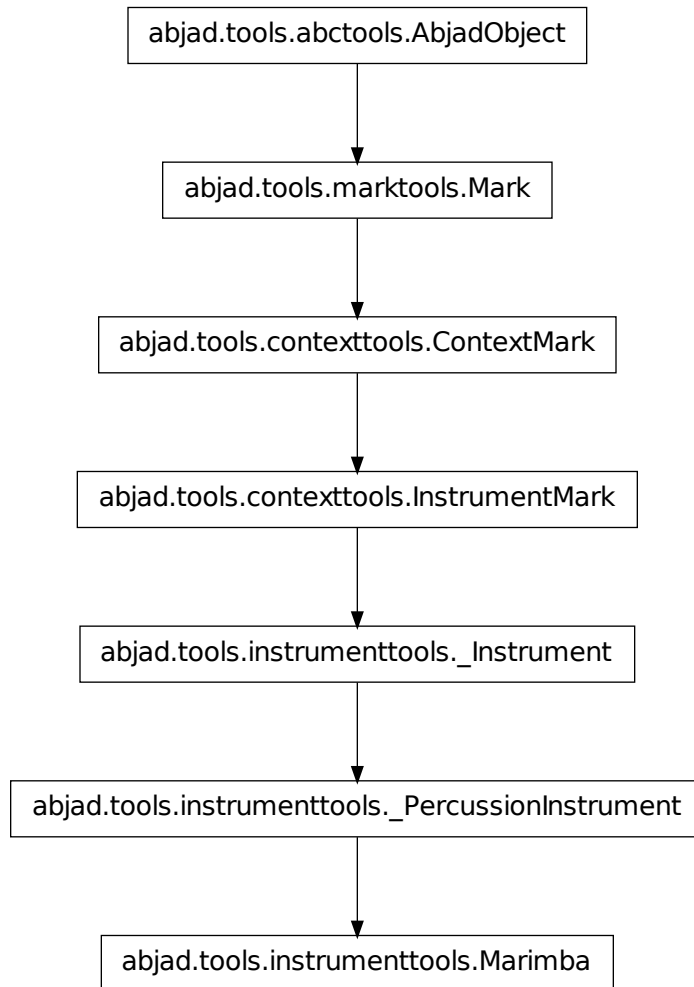 abjad.tools.abctools.AbjadObject
abjad.tools.marktools.Mark
abjad.tools.contexttools.ContextMark
abjad.tools.contexttools.InstrumentMark
abjad.tools.instrumenttools._Instrument
abjad.tools.instrumenttools._PercussionInstrument
abjad.tools.instrumenttools.Marimba